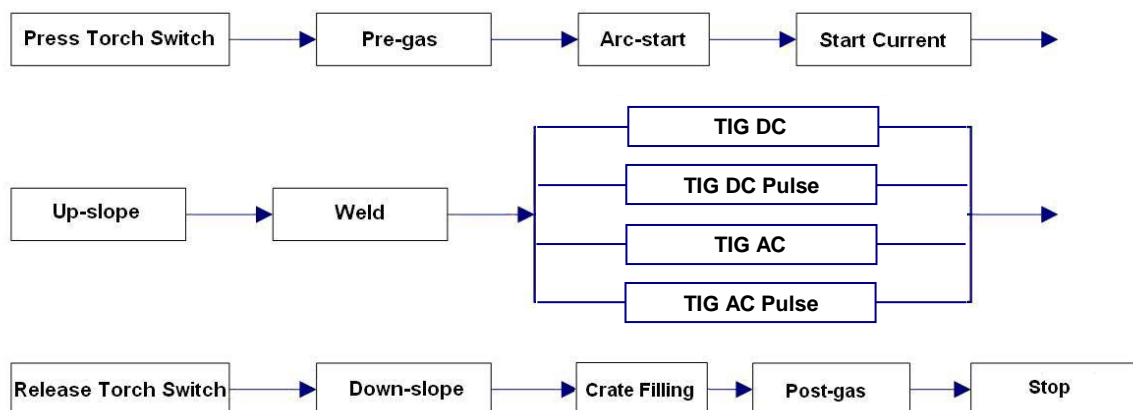 Press Torch Switch
Pre-gas
Arc-start
Start Current
Up-slope
Weld
TIG DC
TIG DC Pulse
TIG AC
TIG AC Pulse
Release Torch Switch
Down-slope
Crate Filling
Post-gas
Stop